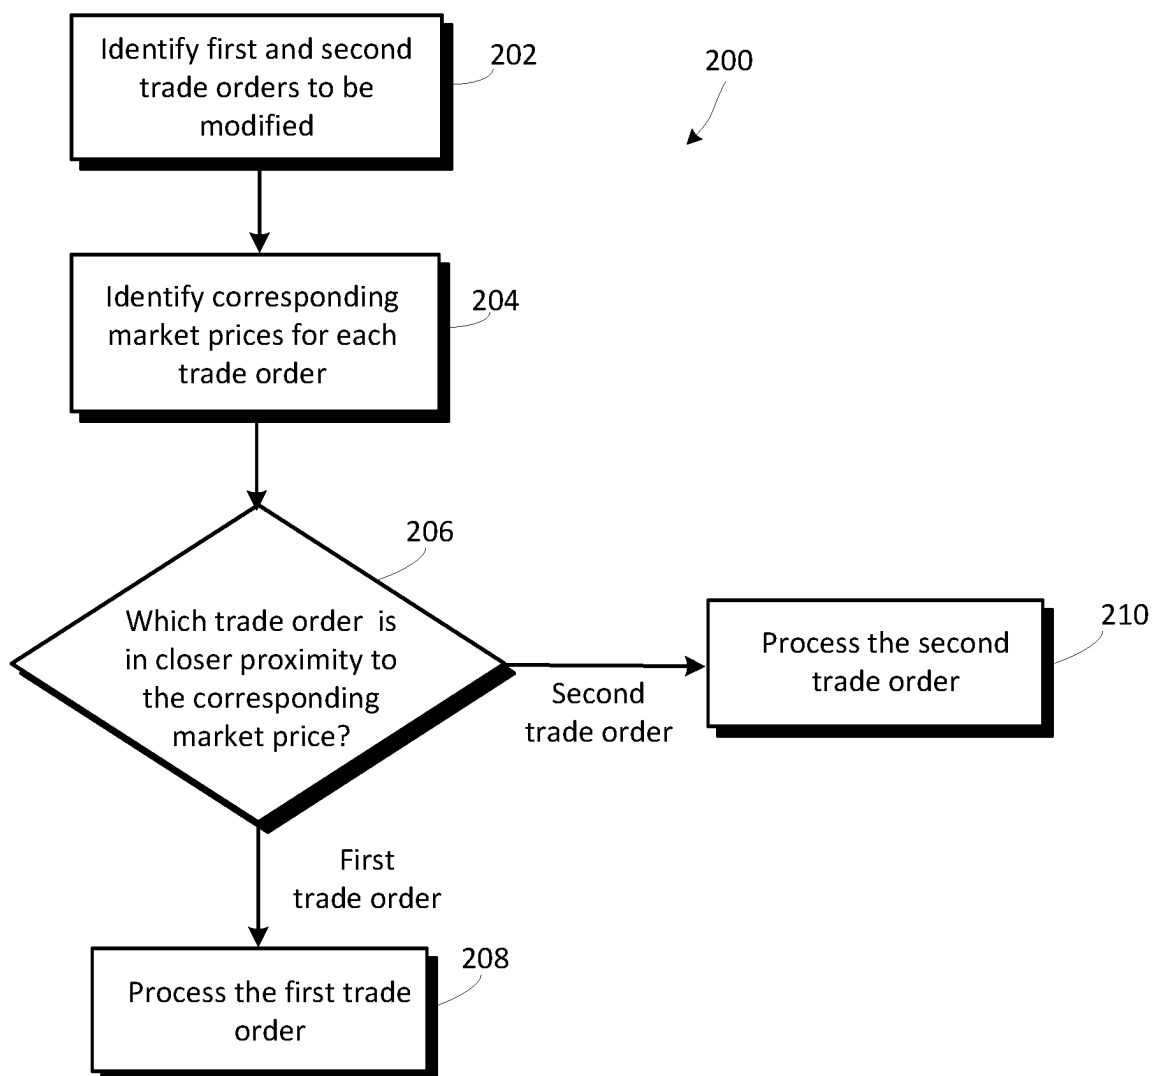 Identify first and second
trade orders to be
modified
202
200
Identify corresponding
market prices for each
trade order
204
206
Which trade order is
in closer proximity to
the corresponding
market price?
Second
trade order
Process the second
trade order
210
First
trade order
Process the first trade
order
208